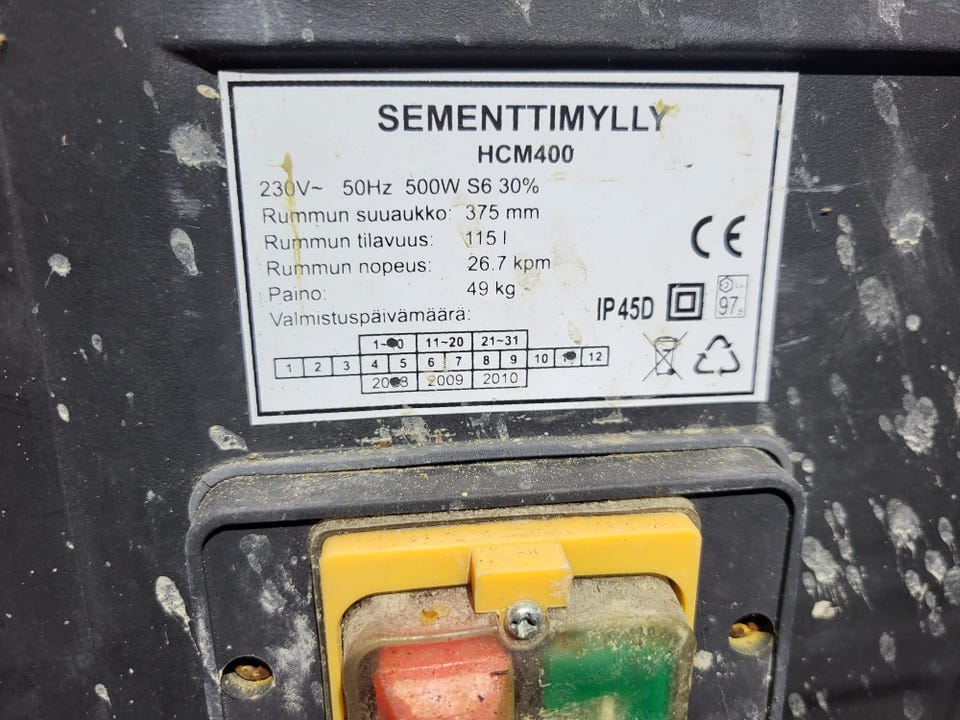 SEMENTTIMYLLY
HCM400
230V~ 50Hz 500W S6 30%
Rummun suuaukko: 375 mm
Rummun tilavuus: 115 l
Rummun nopeus: 26.7 kpm
Paino: 49 kg
IP45D
97
Valmistuspäivämäärä:
11~20 21~31
1 2 3 4 5 6 7 8 9 10 12
2009 2010
CE